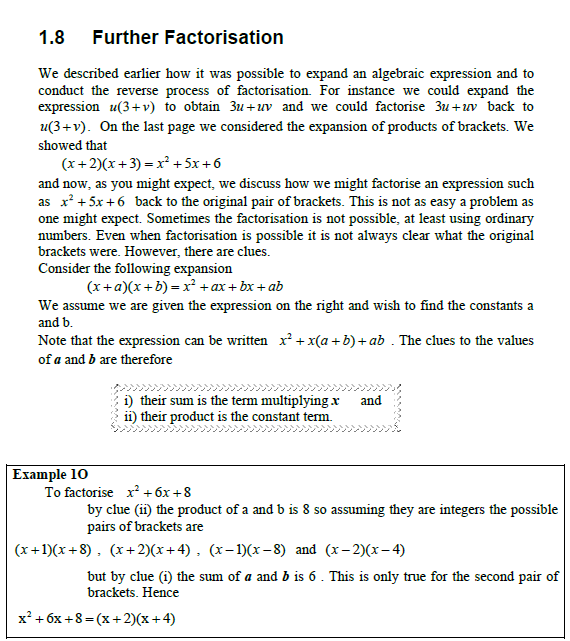 1.8 Further Factorisation
We described earlier how it was possible to expand an algebraic expression and to
conduct the reverse process of factorisation. For instance we could expand the
expression u(3+v) to obtain 3u+uv and we could factorise 3u+uv back to
u(3+v). On the last page we considered the expansion of products of brackets. We
showed that
(x+2)(x+3) = x² + 5x + 6
and now, as you might expect, we discuss how we might factorise an expression such
as x² + 5x + 6 back to the original pair of brackets. This is not as easy a problem as
one might expect. Sometimes the factorisation is not possible, at least using ordinary
numbers. Even when factorisation is possible it is not always clear what the original
brackets were. However, there are clues.
Consider the following expansion
(x+a)(x+b) = x² + ax + bx + ab
We assume we are given the expression on the right and wish to find the constants a
and b.
Note that the expression can be written x² + x(a+b) + ab . The clues to the values
of a and b are therefore
i) their sum is the term multiplying x and
ii) their product is the constant term.
Example 1O
To factorise x² + 6x + 8
by clue (ii) the product of a and b is 8 so assuming they are integers the possible
pairs of brackets are
(x+1)(x+8) , (x+2)(x+4) , (x−1)(x−8) and (x−2)(x−4)
but by clue (i) the sum of a and b is 6 . This is only true for the second pair of
brackets. Hence
x² + 6x + 8 = (x+2)(x+4)